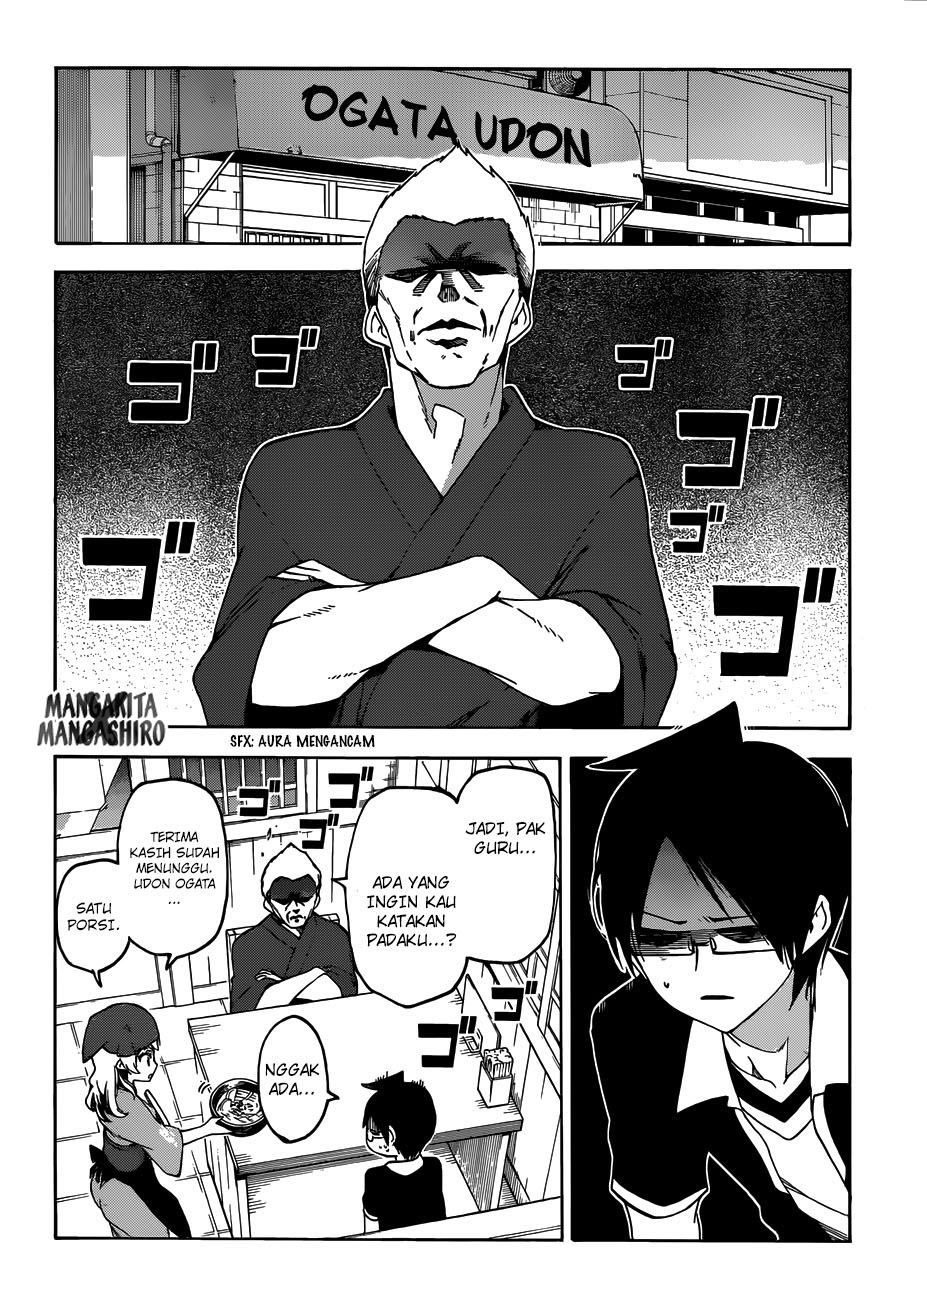 OGATA UDON
ゴ
ゴ
ゴ
ゴ
ゴ
ゴ
ゴ
MANGAKITA
MANGASHIRO
SFX: AURA MENGANCAM
JADI, PAK
GURU...
ADA YANG
INGIN KAU
KATAKAN
PADAKU...?
ゴ
ゴ
ゴ
ゴ
ゴ
ゴ
TERIMA
KASIH SUDAH
MENUNGGU.
UDON OGATA
...
SATU
PORSI.
NGGAK
ADA...